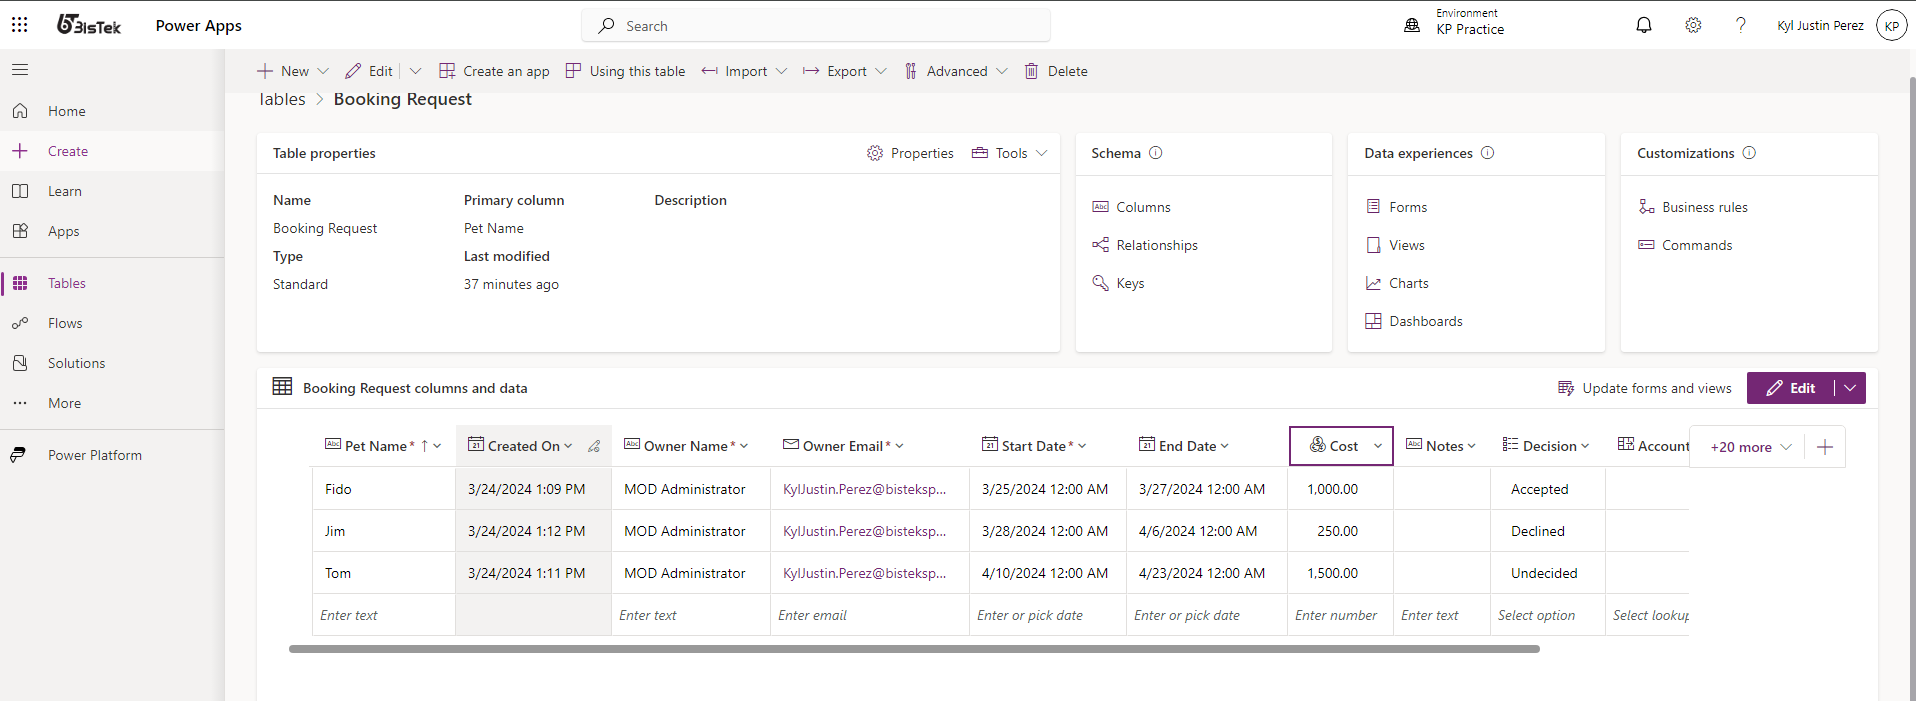 BisTek Power Apps Search Environment KP Practice Kyl Justin Perez KP
New Edit Create an app Using this table Import Export Advanced Delete
Tables > Booking Request
Home
Create
Learn
Apps
Tables
Flows
Solutions
More
Power Platform
Table properties Properties Tools
Name Primary column Description
Booking Request Pet Name
Type Last modified
Standard 37 minutes ago
Schema
Columns
Relationships
Keys
Data experiences
Forms
Views
Charts
Dashboards
Customizations
Business rules
Commands
Booking Request columns and data Update forms and views Edit
Abc Pet Name * ↑ 21 Created On Abc Owner Name * Owner Email * 21 Start Date * 21 End Date Cost Abc Notes Decision Account +20 more +
Fido 3/24/2024 1:09 PM MOD Administrator KylJustin.Perez@bisteksp... 3/25/2024 12:00 AM 3/27/2024 12:00 AM 1,000.00 Accepted
Jim 3/24/2024 1:12 PM MOD Administrator KylJustin.Perez@bisteksp... 3/28/2024 12:00 AM 4/6/2024 12:00 AM 250.00 Declined
Tom 3/24/2024 1:11 PM MOD Administrator KylJustin.Perez@bisteksp... 4/10/2024 12:00 AM 4/23/2024 12:00 AM 1,500.00 Undecided
Enter text Enter text Enter email Enter or pick date Enter or pick date Enter number Enter text Select option Select lookup